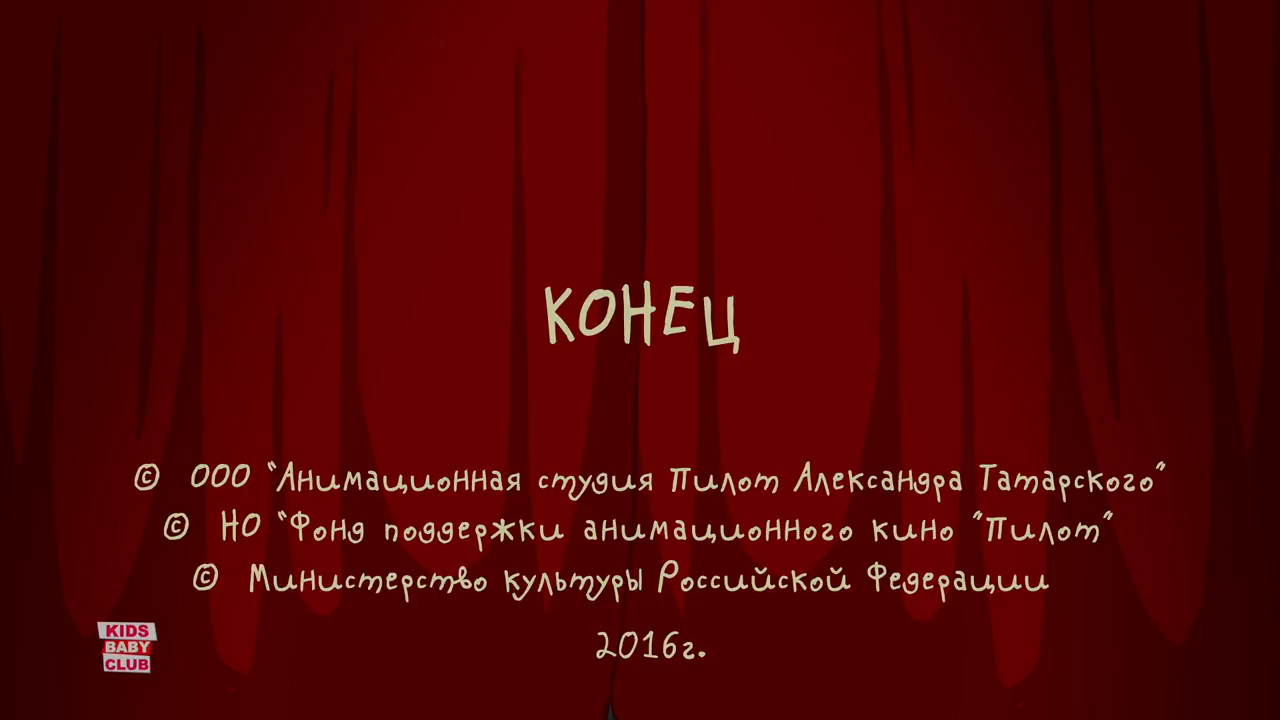 КОНЕЦ
© ООО "Анимационная студия Пилот Александра Татарского"
© НО "Фонд поддержки анимационного кино "Пилот"
© Министерство культуры Российской Федерации
2016г.
KIDS
BABY
CLUB